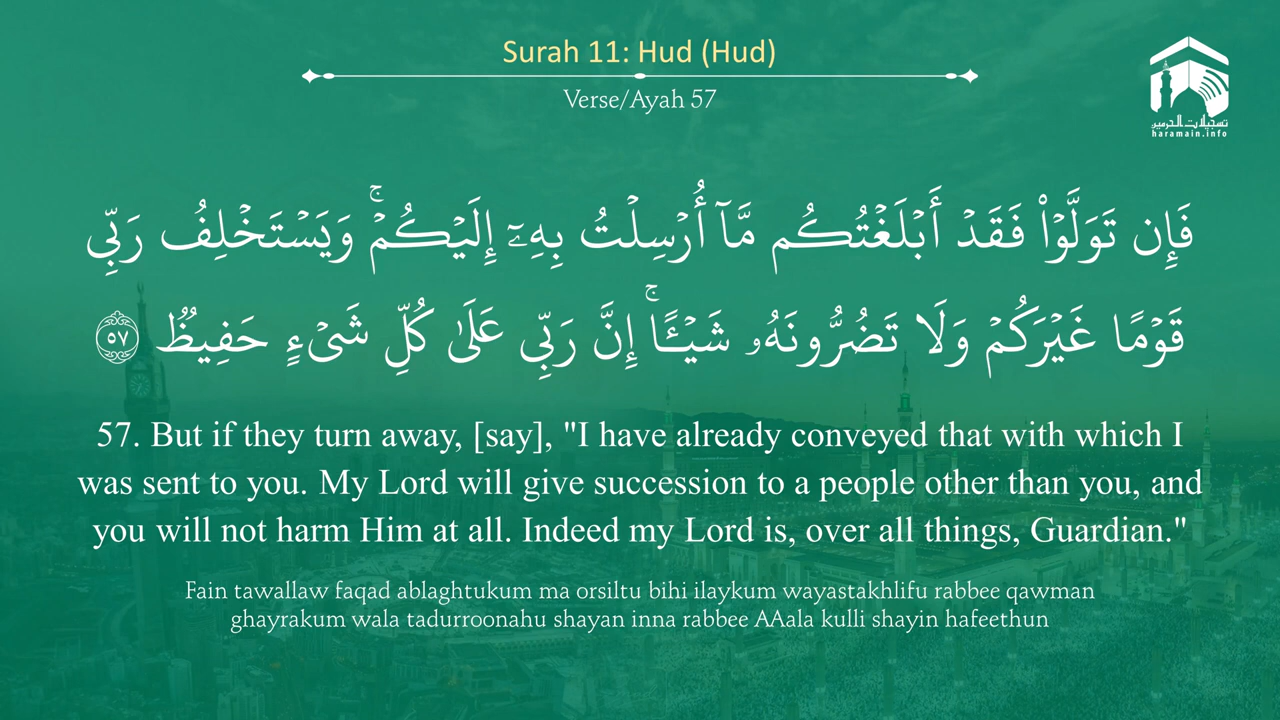 Surah 11: Hud (Hud)
Verse/Ayah 57
تسجيلات الحرمين
haramain.info
فَإِن تَوَلَّوْا۟ فَقَدْ أَبْلَغْتُكُم مَّآ أُرْسِلْتُ بِهِۦٓ إِلَيْكُمْ ۚ وَيَسْتَخْلِفُ رَبِّى
قَوْمًا غَيْرَكُمْ وَلَا تَضُرُّونَهُۥ شَيْـًٔا ۚ إِنَّ رَبِّى عَلَىٰ كُلِّ شَىْءٍ حَفِيظٌ ٥٧
57. But if they turn away, [say], "I have already conveyed that with which I
was sent to you. My Lord will give succession to a people other than you, and
you will not harm Him at all. Indeed my Lord is, over all things, Guardian."
Fain tawallaw faqad ablaghtukum ma orsiltu bihi ilaykum wayastakhlifu rabbee qawman
ghayrakum wala tadurroonahu shayan inna rabbee AAala kulli shayin hafeethun